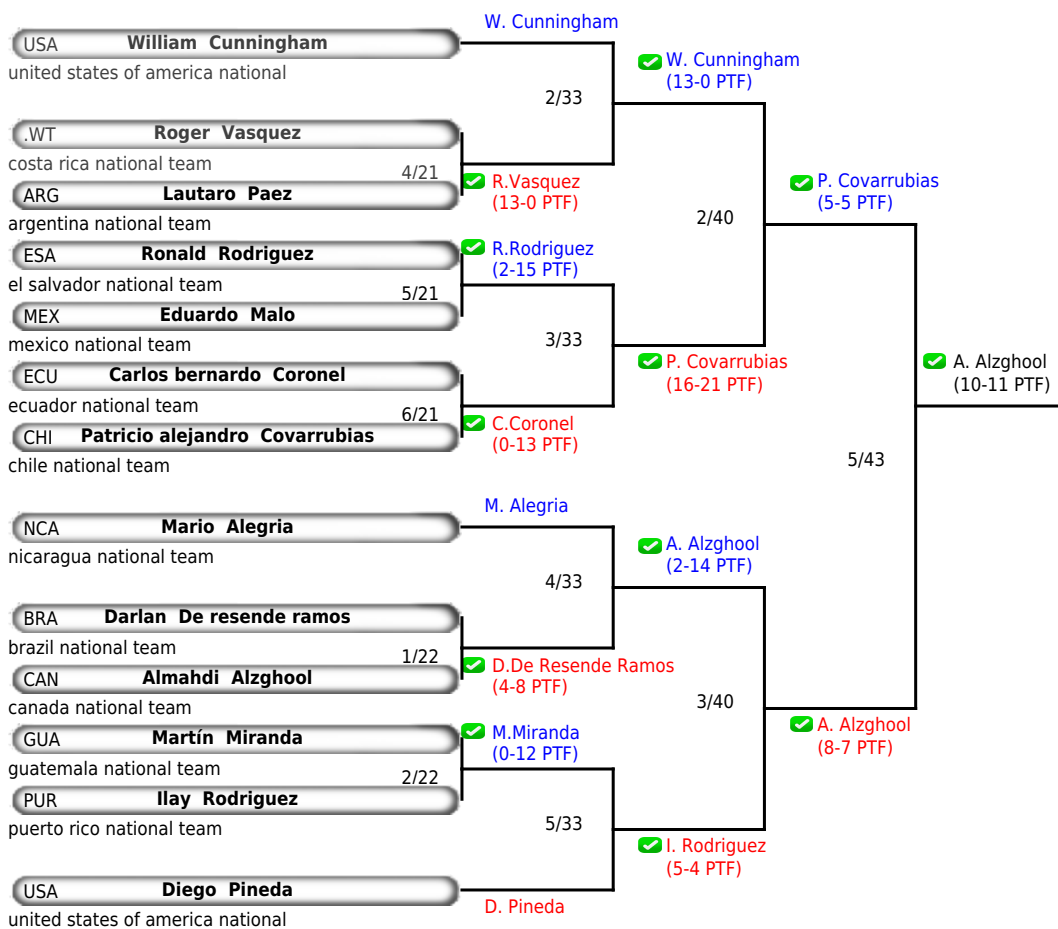 W. Cunningham
USA William Cunningham
united states of america national
W. Cunningham
(13-0 PTF)
2/33
.WT Roger Vasquez
costa rica national team
4/21
R.Vasquez
(13-0 PTF)
ARG Lautaro Paez
argentina national team
P. Covarrubias
(5-5 PTF)
2/40
ESA Ronald Rodriguez
el salvador national team
R.Rodriguez
(2-15 PTF)
5/21
MEX Eduardo Malo
mexico national team
3/33
P. Covarrubias
(16-21 PTF)
A. Alzghool
(10-11 PTF)
ECU Carlos bernardo Coronel
ecuador national team
6/21
C.Coronel
(0-13 PTF)
CHI Patricio alejandro Covarrubias
chile national team
5/43
M. Alegria
NCA Mario Alegria
nicaragua national team
A. Alzghool
(2-14 PTF)
4/33
BRA Darlan De resende ramos
brazil national team
1/22
D.De Resende Ramos
(4-8 PTF)
CAN Almahdi Alzghool
canada national team
3/40
A. Alzghool
(8-7 PTF)
GUA Martín Miranda
guatemala national team
M.Miranda
(0-12 PTF)
2/22
PUR Ilay Rodriguez
puerto rico national team
5/33
I. Rodriguez
(5-4 PTF)
USA Diego Pineda
united states of america national
D. Pineda